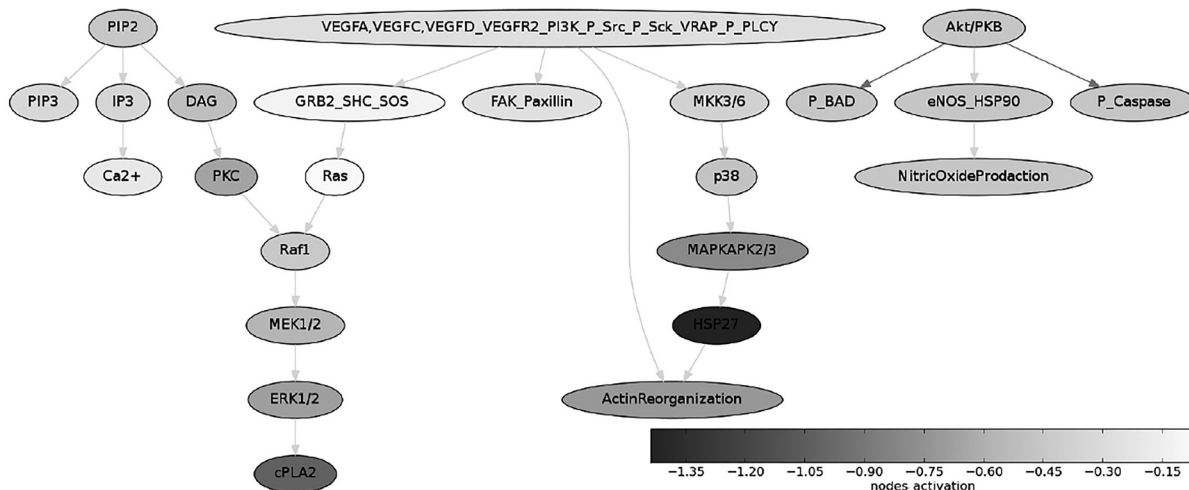 PIP2
VEGFA,VEGFC,VEGFD_VEGFR2_PI3K_P_Src_P_Sck_VRAP_P_PLCY
Akt/PKB
PIP3
IP3
DAG
GRB2_SHC_SOS
FAK_Paxillin
MKK3/6
P_BAD
eNOS_HSP90
P_Caspase
Ca2+
PKC
Ras
p38
NitricOxideProdaction
Raf1
MAPKAPK2/3
MEK1/2
HSP27
ERK1/2
ActinReorganization
cPLA2
−1.35 −1.20 −1.05 −0.90 −0.75 −0.60 −0.45 −0.30 −0.15
nodes activation